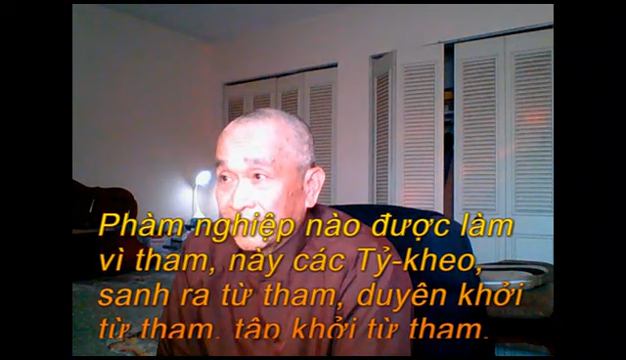 Phàm nghiệp nào được làm
vì tham, này các Tỷ-kheo,
sanh ra từ tham, duyên khởi
từ tham, tập khởi từ tham.